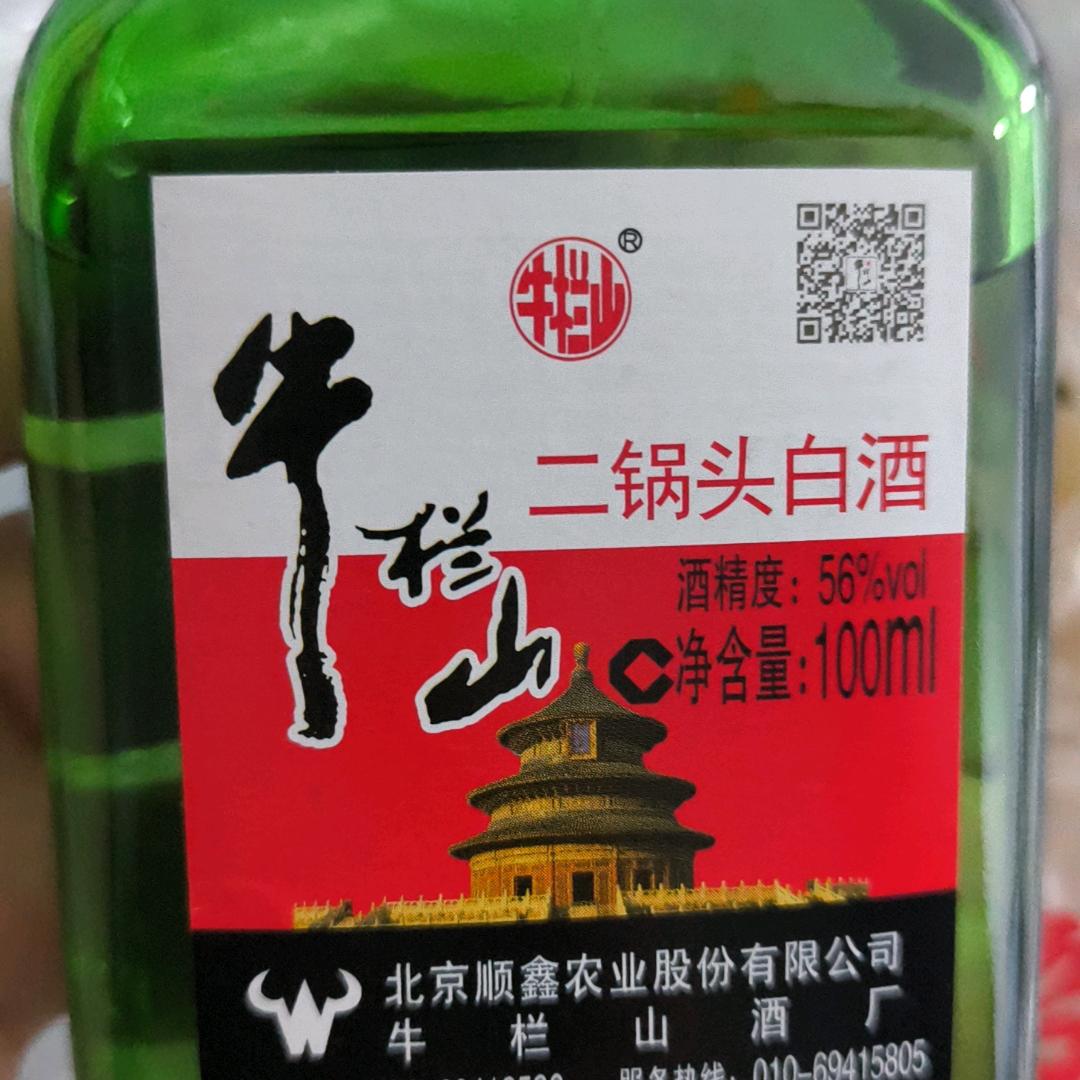 牛栏山®
牛栏山
二锅头白酒
酒精度：56%vol
净含量：100ml
北京顺鑫农业股份有限公司
牛栏山酒厂
服务热线：010-69415805